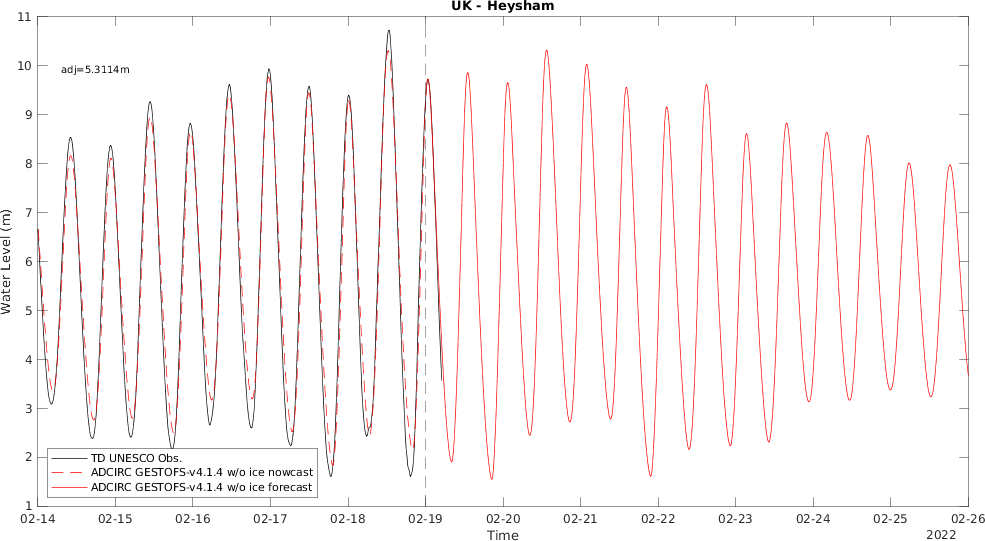 UK - Heysham
11
10
9
8
7
6
5
4
3
2
1
Water Level (m)
adj=5.3114m
TD UNESCO Obs.
ADCIRC GESTOFS-v4.1.4 w/o ice nowcast
ADCIRC GESTOFS-v4.1.4 w/o ice forecast
02-14 02-15 02-16 02-17 02-18 02-19 02-20 02-21 02-22 02-23 02-24 02-25 02-26
Time
2022